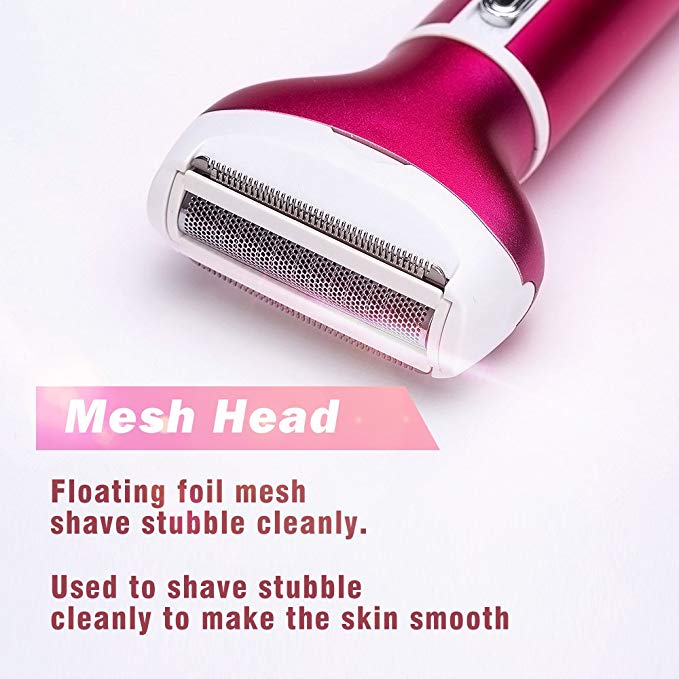 Mesh Head
Floating foil mesh
shave stubble cleanly.
Used to shave stubble
cleanly to make the skin smooth